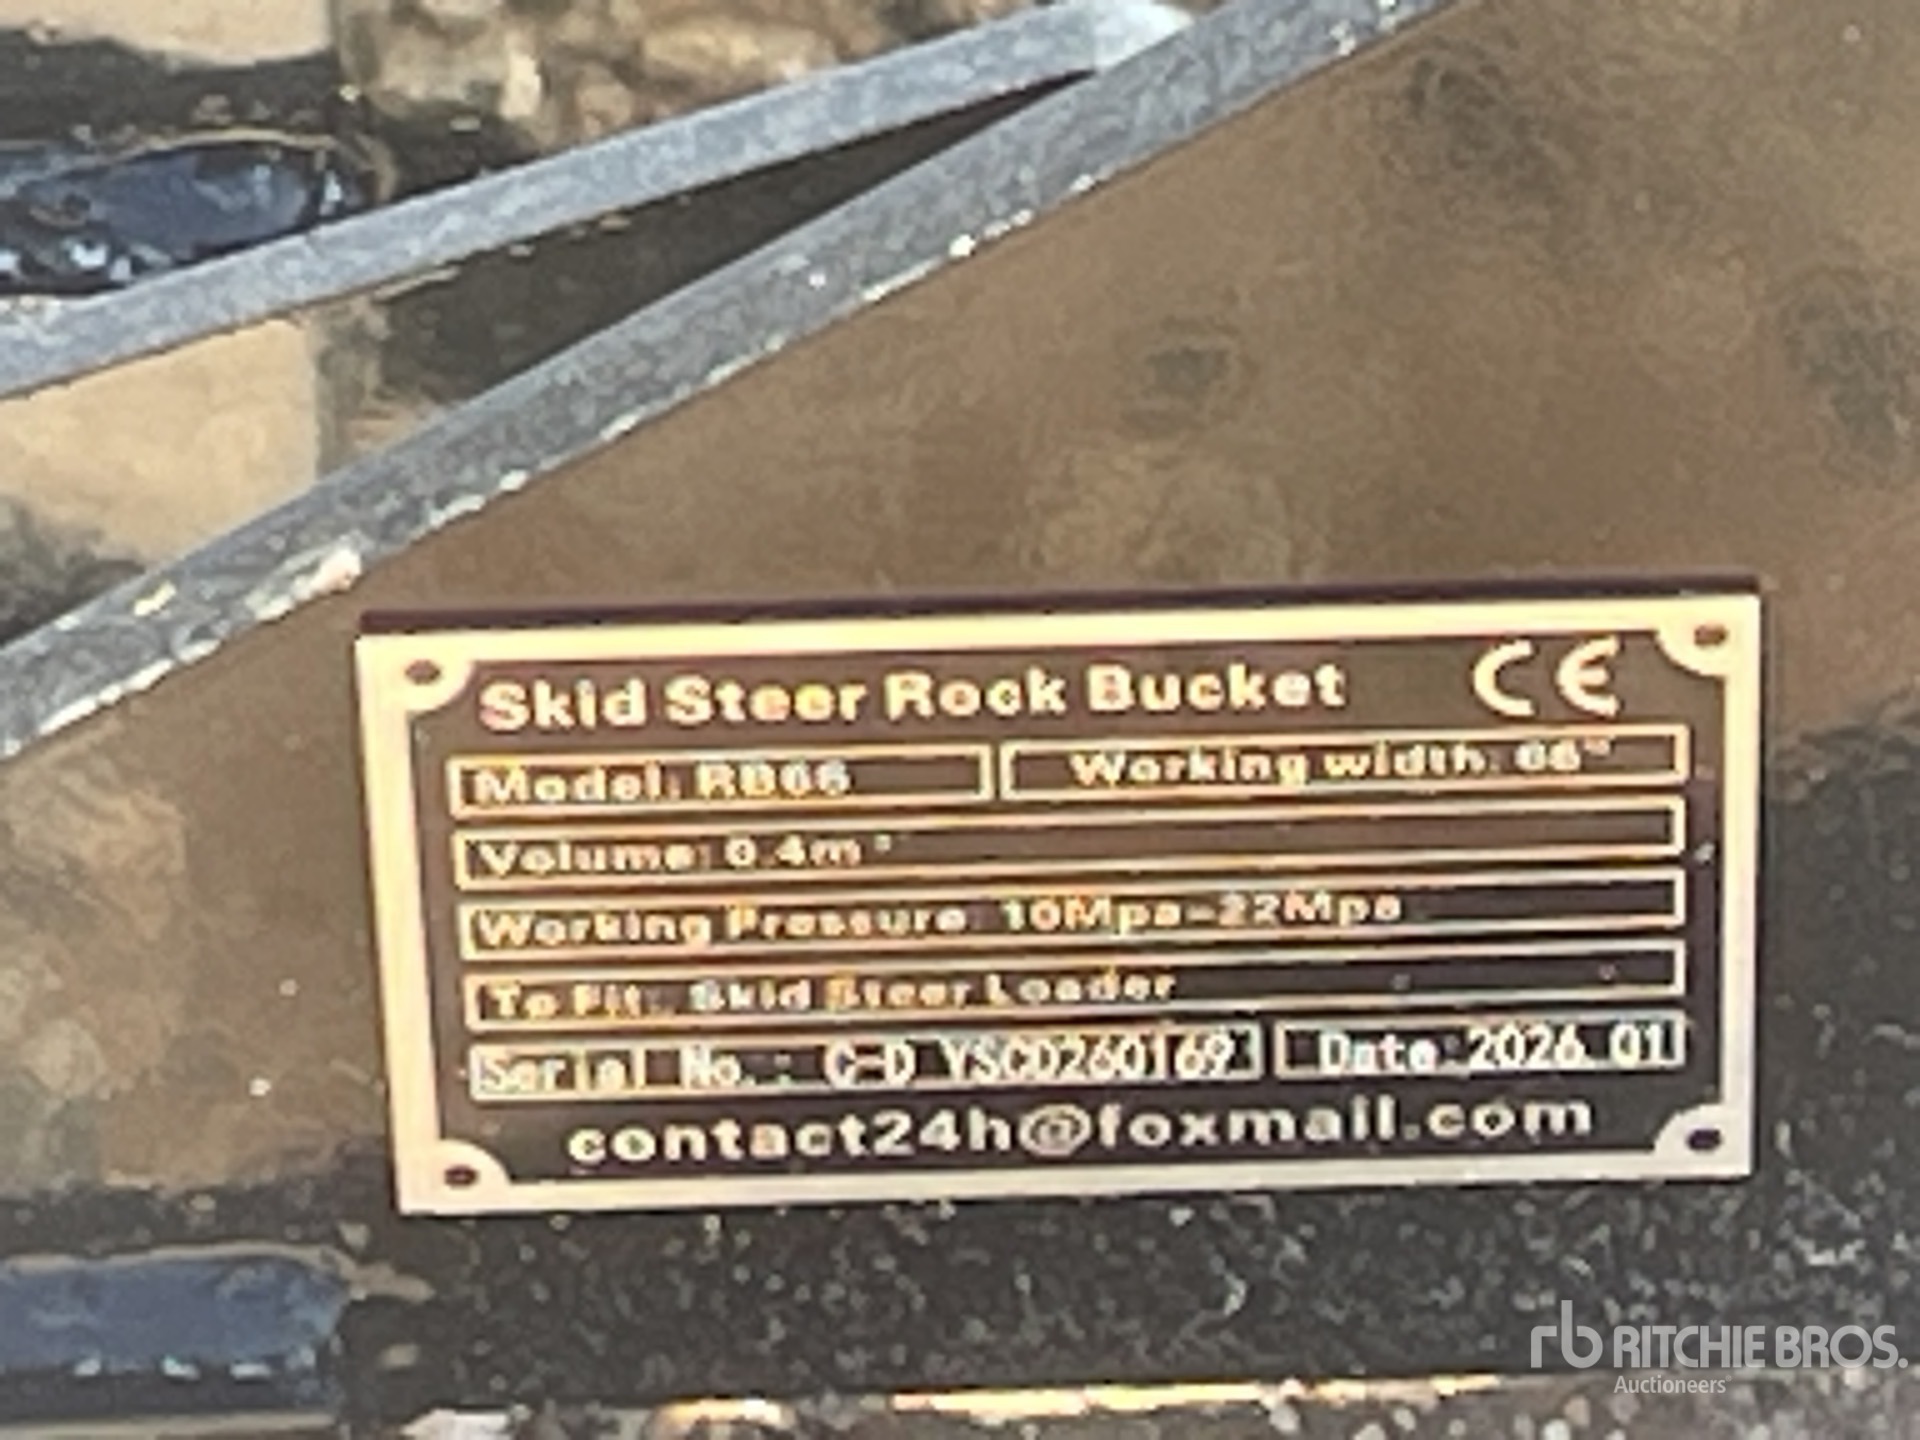 Skid Steer Rock Bucket CE
Model: RB66 Working width: 66"
Volume: 0.4m³
Working Pressure: 10Mpa-22Mpa
To Fit: Skid Steer Loader
Serial No.: C-D YSCD260169 Date:2026.01
contact24h@foxmail.com
rb RITCHIE BROS.
Auctioneers